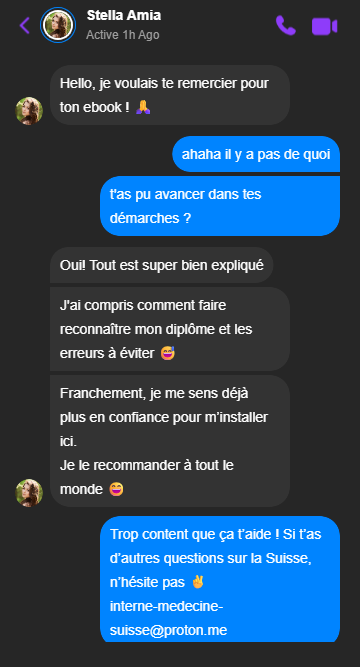 Stella Amia
Active 1h Ago
Hello, je voulais te remercier pour
ton ebook ! 🙏
ahaha il y a pas de quoi
t'as pu avancer dans tes
démarches ?
Oui! Tout est super bien expliqué
J'ai compris comment faire
reconnaître mon diplôme et les
erreurs à éviter 😅
Franchement, je me sens déjà
plus en confiance pour m'installer
ici.
Je le recommander à tout le
monde 😄
Trop content que ça t'aide ! Si t'as
d'autres questions sur la Suisse,
n'hésite pas ✌️
interne-medecine-
suisse@proton.me